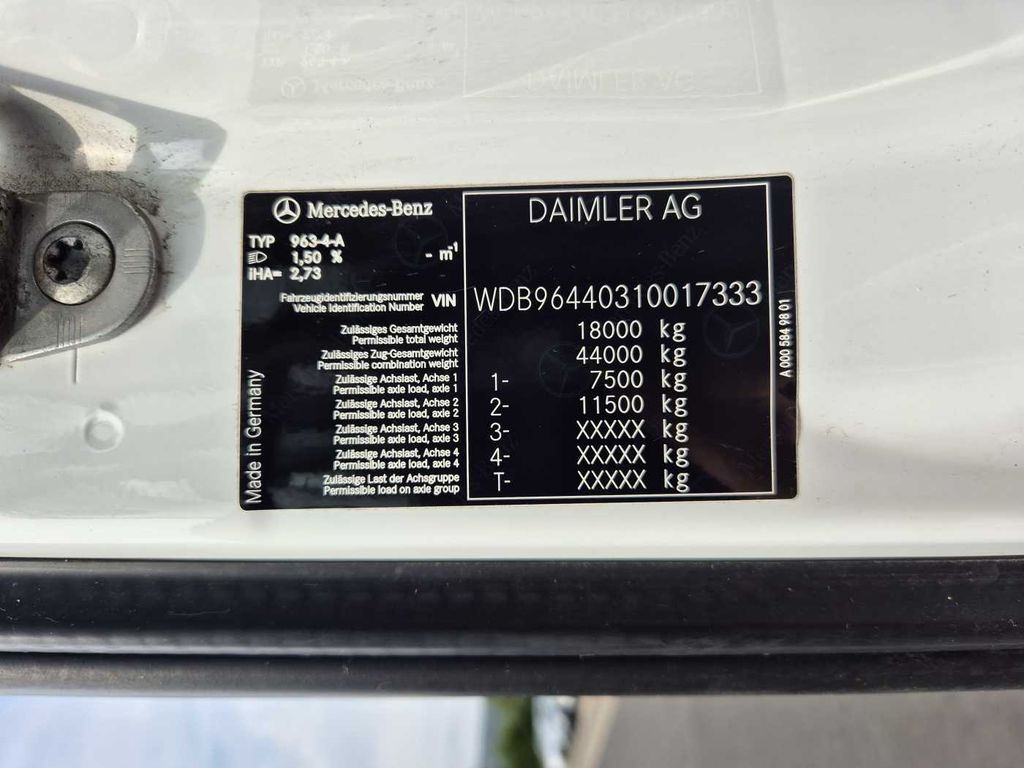 Mercedes-Benz
DAIMLER AG
TYP 963-4-A
1,50 % - m-1
iHA= 2,73
Fahrzeugidentifizierungsnummer
Vehicle Identification Number VIN WDB96440310017333
Zulässiges Gesamtgewicht
Permissible total weight 18000 kg
Zulässiges Zug-Gesamtgewicht
Permissible combination weight 44000 kg
Zulässige Achslast, Achse 1
Permissible axle load, axle 1 1- 7500 kg
Zulässige Achslast, Achse 2
Permissible axle load, axle 2 2- 11500 kg
Zulässige Achslast, Achse 3
Permissible axle load, axle 3 3- XXXXX kg
Zulässige Achslast, Achse 4
Permissible axle load, axle 4 4- XXXXX kg
Zulässige Last der Achsgruppe
Permissible load on axle group T- XXXXX kg
Made in Germany
A 000 584 98 01